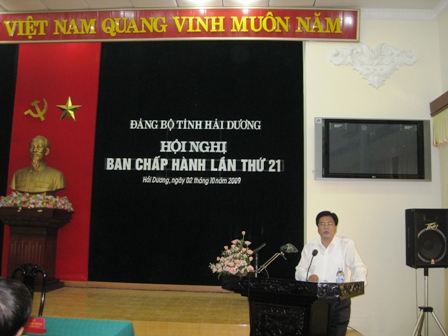 VIỆT NAM QUANG VINH MUÔN NĂM
ĐẢNG BỘ TỈNH HẢI DƯƠNG
HỘI NGHỊ
BAN CHẤP HÀNH LẦN THỨ 21
Hải Dương, ngày 02 tháng 10 năm 2009
PEAVEY